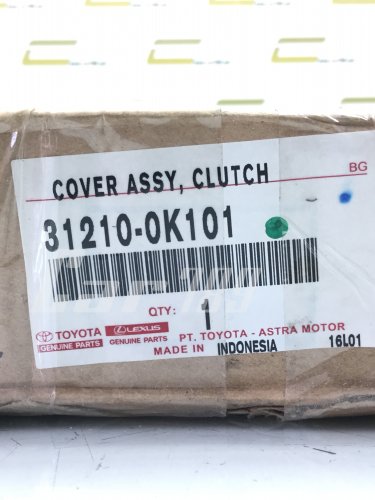 BG
COVER ASSY, CLUTCH
31210-0K101
QTY: 1
TOYOTA GENUINE PARTS
LEXUS GENUINE PARTS
PT. TOYOTA - ASTRA MOTOR
MADE IN INDONESIA 16L01